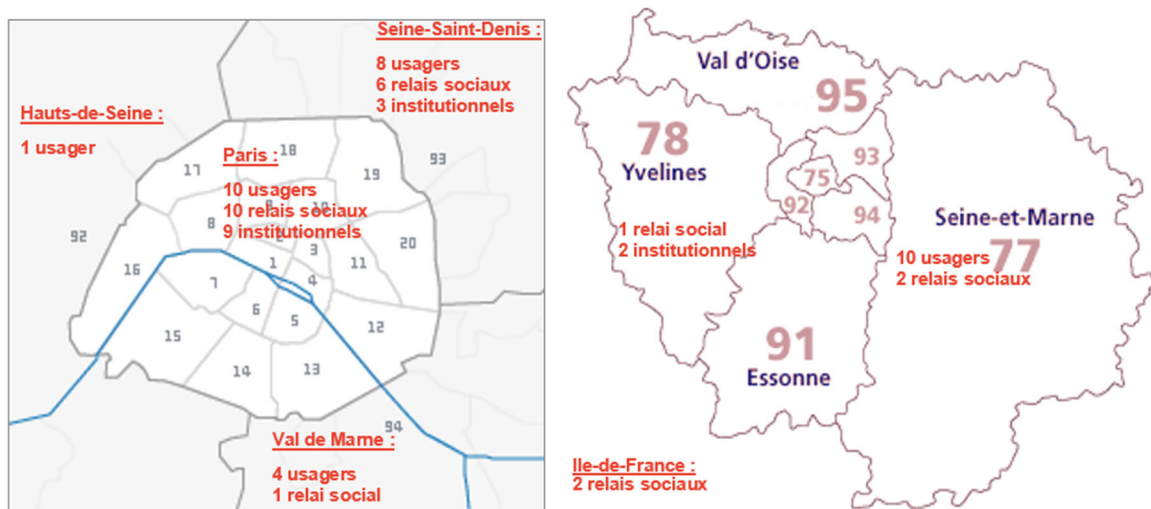 Seine-Saint-Denis :
8 usagers
6 relais sociaux
3 institutionnels
Hauts-de-Seine :
1 usager
Paris :
10 usagers
10 relais sociaux
9 institutionnels
17
18
19
93
92
8
20
16
7
1
3
11
4
6
5
12
15
14
13
94
Val de Marne :
4 usagers
1 relai social
Val d'Oise
95
78
Yvelines
93
75
92
94
1 relai social
2 institutionnels
Seine-et-Marne
77
10 usagers
2 relais sociaux
91
Essonne
Ile-de-France :
2 relais sociaux